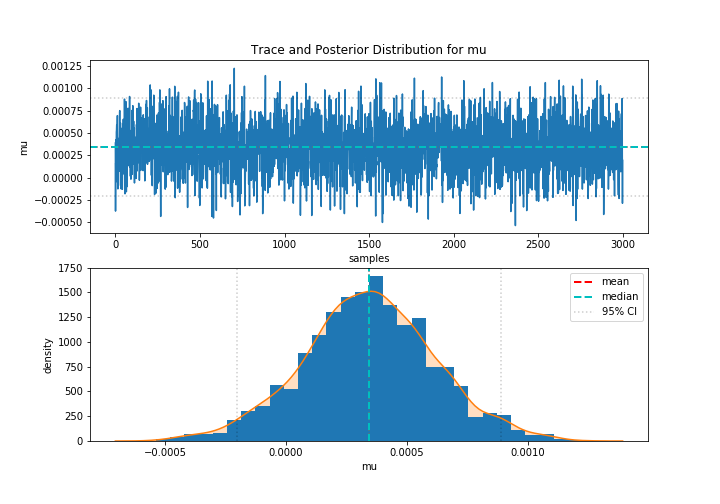 Trace and Posterior Distribution for mu
0.00125
0.00100
0.00075
0.00050
0.00025
0.00000
−0.00025
−0.00050
mu
0 500 1000 1500 2000 2500 3000
samples
1750
1500
1250
1000
750
500
250
0
density
mean
median
95% CI
−0.0005 0.0000 0.0005 0.0010
mu